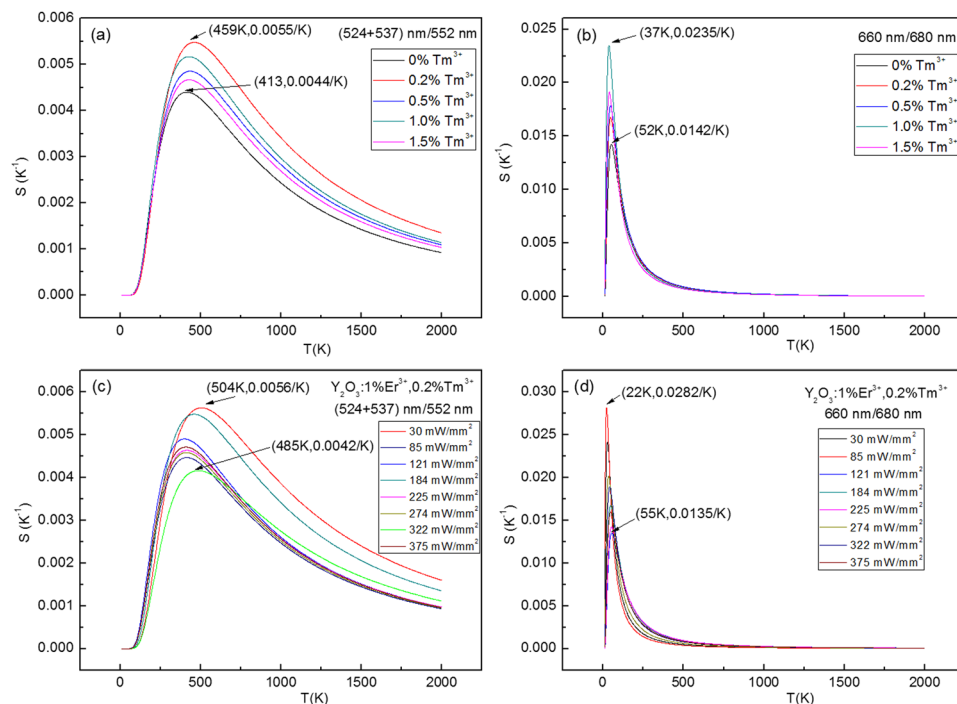 (a)
(459K,0.0055/K)
(524+537) nm/552 nm
(413,0.0044/K)
0% Tm³⁺
0.2% Tm³⁺
0.5% Tm³⁺
1.0% Tm³⁺
1.5% Tm³⁺
0.006
0.005
0.004
0.003
0.002
0.001
0.000
S (K⁻¹)
0
500
1000
1500
2000
T(K)
(b)
(37K,0.0235/K)
660 nm/680 nm
(52K,0.0142/K)
0% Tm³⁺
0.2% Tm³⁺
0.5% Tm³⁺
1.0% Tm³⁺
1.5% Tm³⁺
0.025
0.020
0.015
0.010
0.005
0.000
S (K⁻¹)
0
500
1000
1500
2000
T(K)
(c)
(504K,0.0056/K)
Y₂O₃:1%Er³⁺,0.2%Tm³⁺
(524+537) nm/552 nm
(485K,0.0042/K)
30 mW/mm²
85 mW/mm²
121 mW/mm²
184 mW/mm²
225 mW/mm²
274 mW/mm²
322 mW/mm²
375 mW/mm²
0.006
0.005
0.004
0.003
0.002
0.001
0.000
S (K⁻¹)
0
500
1000
1500
2000
T(K)
(d)
(22K,0.0282/K)
Y₂O₃:1%Er³⁺,0.2%Tm³⁺
660 nm/680 nm
(55K,0.0135/K)
30 mW/mm²
85 mW/mm²
121 mW/mm²
184 mW/mm²
225 mW/mm²
274 mW/mm²
322 mW/mm²
375 mW/mm²
0.030
0.025
0.020
0.015
0.010
0.005
0.000
S (K⁻¹)
0
500
1000
1500
2000
T(K)